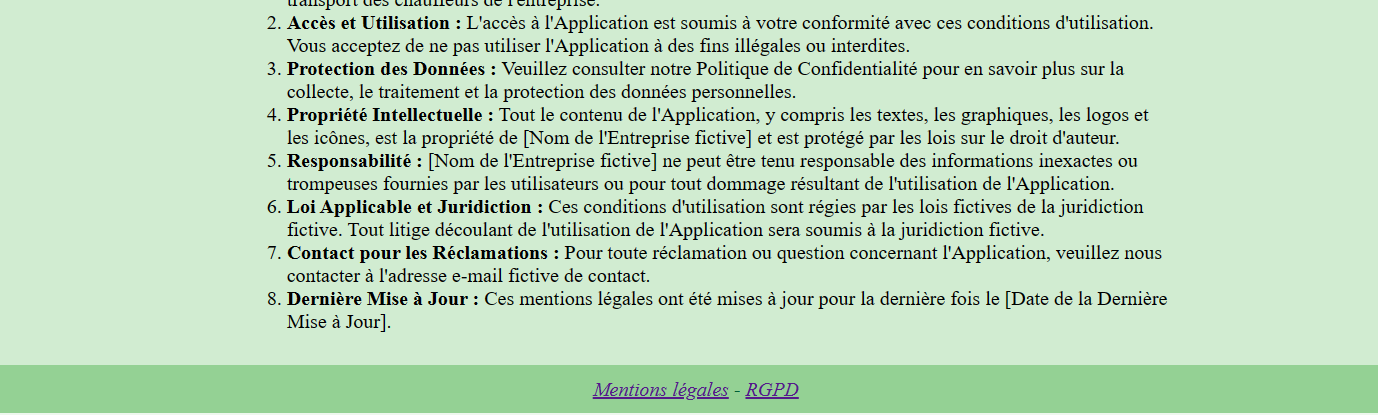 transport des chauffeurs de l'entreprise.
2. Accès et Utilisation : L'accès à l'Application est soumis à votre conformité avec ces conditions d'utilisation.
Vous acceptez de ne pas utiliser l'Application à des fins illégales ou interdites.
3. Protection des Données : Veuillez consulter notre Politique de Confidentialité pour en savoir plus sur la
collecte, le traitement et la protection des données personnelles.
4. Propriété Intellectuelle : Tout le contenu de l'Application, y compris les textes, les graphiques, les logos et
les icônes, est la propriété de [Nom de l'Entreprise fictive] et est protégé par les lois sur le droit d'auteur.
5. Responsabilité : [Nom de l'Entreprise fictive] ne peut être tenu responsable des informations inexactes ou
trompeuses fournies par les utilisateurs ou pour tout dommage résultant de l'utilisation de l'Application.
6. Loi Applicable et Juridiction : Ces conditions d'utilisation sont régies par les lois fictives de la juridiction
fictive. Tout litige découlant de l'utilisation de l'Application sera soumis à la juridiction fictive.
7. Contact pour les Réclamations : Pour toute réclamation ou question concernant l'Application, veuillez nous
contacter à l'adresse e-mail fictive de contact.
8. Dernière Mise à Jour : Ces mentions légales ont été mises à jour pour la dernière fois le [Date de la Dernière
Mise à Jour].
Mentions légales - RGPD